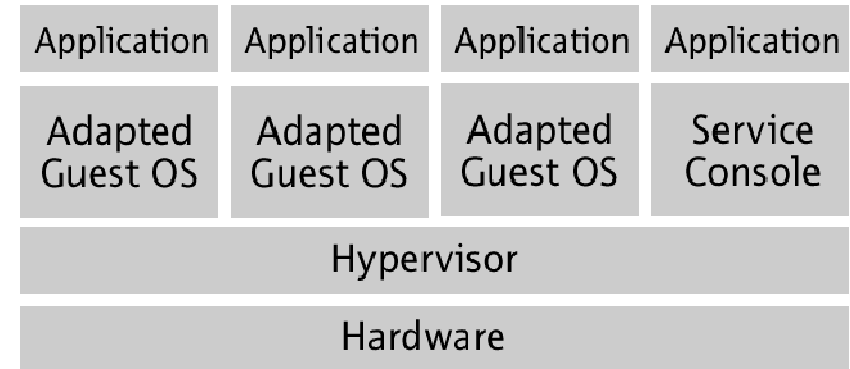 Application Application Application Application
Adapted Adapted Adapted Service
Guest OS Guest OS Guest OS Console
Hypervisor
Hardware